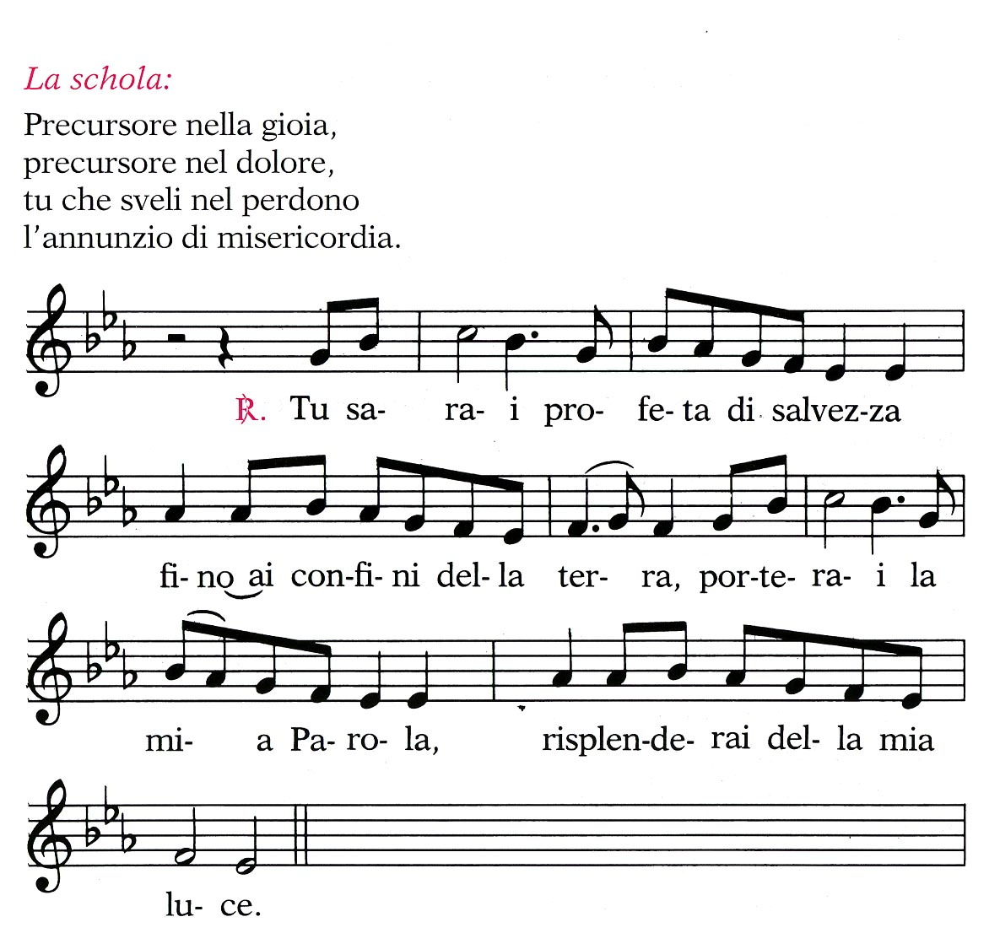 La schola:
Precursore nella gioia,
precursore nel dolore,
tu che sveli nel perdono
l'annunzio di misericordia.
℟. Tu sa- ra- i pro- fe- ta di salvez-za
fi- no ai con-fi- ni del- la ter- ra, por-te- ra- i la
mi- a Pa- ro- la, risplen-de- rai del- la mia
lu- ce.